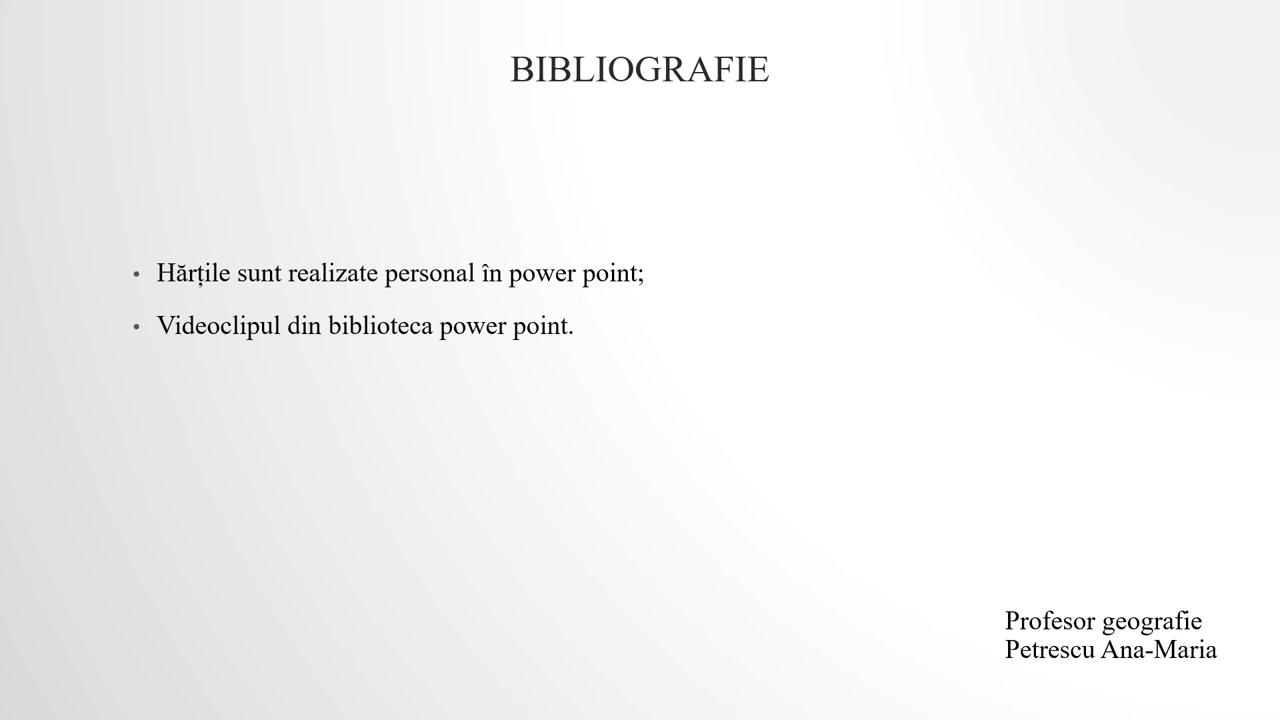 BIBLIOGRAFIE
• Hărțile sunt realizate personal în power point;
• Videoclipul din biblioteca power point.
Profesor geografie
Petrescu Ana-Maria